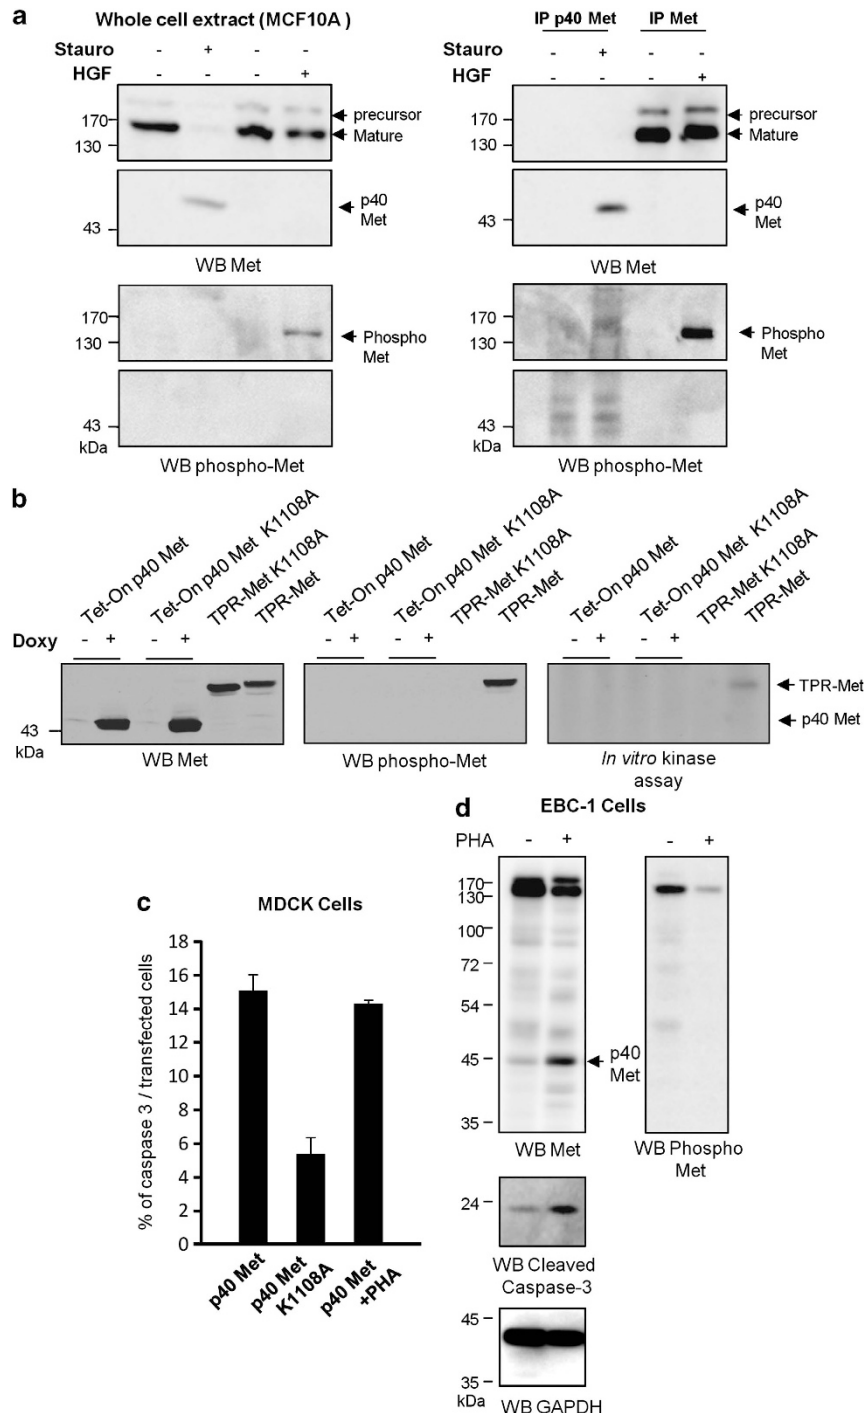 a
Whole cell extract (MCF10A )
Stauro - + - -
HGF - - - +
170
130
precursor
Mature
43
p40
Met
WB Met
170
130
Phospho
Met
43
kDa
WB phospho-Met
IP p40 Met IP Met
Stauro - + - -
HGF - - - +
170
130
precursor
Mature
43
p40
Met
WB Met
170
130
Phospho
Met
43
kDa
WB phospho-Met
b
Tet-On p40 Met
Tet-On p40 Met K1108A
TPR-Met K1108A
TPR-Met
Tet-On p40 Met
Tet-On p40 Met K1108A
TPR-Met K1108A
TPR-Met
Tet-On p40 Met
Tet-On p40 Met K1108A
TPR-Met K1108A
TPR-Met
Doxy - + - + - + - + - + - +
43
kDa
TPR-Met
p40 Met
WB Met
WB phospho-Met
In vitro kinase
assay
c
MDCK Cells
% of caspase 3 / transfected cells
18
16
14
12
10
8
6
4
2
0
p40 Met
p40 Met
K1108A
p40 Met
+PHA
d
EBC-1 Cells
PHA - + - +
170
130
100
72
54
45
35
p40
Met
WB Met
WB Phospho
Met
24
WB Cleaved
Caspase-3
45
35
kDa
WB GAPDH